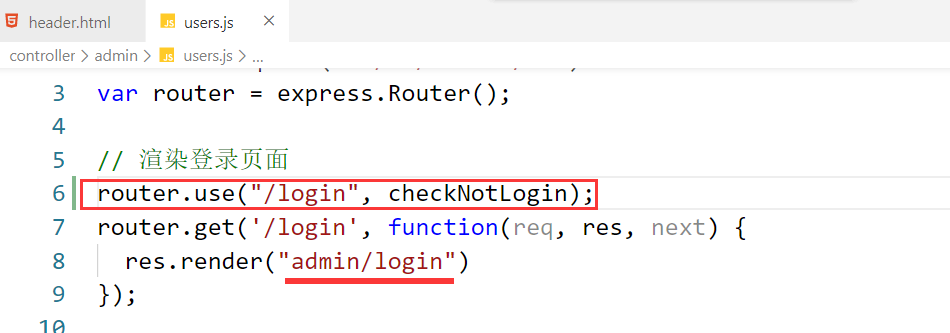 header.html
JS users.js ×
controller > admin > JS users.js > ...
3 var router = express.Router();
4
5 // 渲染登录页面
6 router.use("/login", checkNotLogin);
7 router.get('/login', function(req, res, next) {
8 res.render("admin/login")
9 });
10